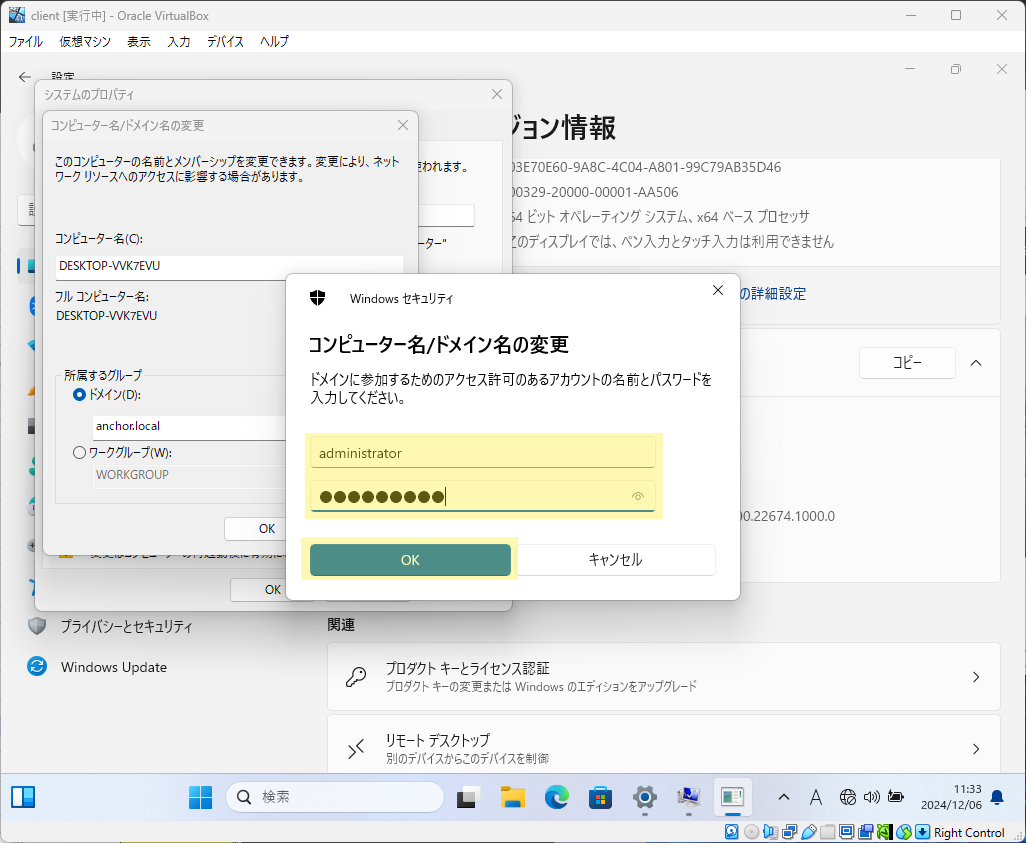 client [実行中] - Oracle VirtualBox
ファイル 仮想マシン 表示 入力 デバイス ヘルプ
設定
システムのプロパティ
コンピューター名/ドメイン名の変更
このコンピューターの名前とメンバーシップを変更できます。変更により、ネット
ワーク リソースへのアクセスに影響する場合があります。
コンピューター名(C):
DESKTOP-VVK7EVU
フル コンピューター名:
DESKTOP-VVK7EVU
所属するグループ
ドメイン(D):
anchor.local
ワークグループ(W):
WORKGROUP
OK
OK
われます。
ーター"
ジョン情報
03E70E60-9A8C-4C04-A801-99C79AB35D46
00329-20000-00001-AA506
64 ビット オペレーティング システム、x64 ベース プロセッサ
このディスプレイでは、ペン入力とタッチ入力は利用できません
の詳細設定
コピー
00.22674.1000.0
Windows セキュリティ
コンピューター名/ドメイン名の変更
ドメインに参加するためのアクセス許可のあるアカウントの名前とパスワードを
入力してください。
administrator
●●●●●●●●●
OK キャンセル
プライバシーとセキュリティ
Windows Update
関連
プロダクト キーとライセンス認証
プロダクト キーの変更または Windows のエディションをアップグレード
リモート デスクトップ
別のデバイスからこのデバイスを制御
検索
A
11:33
2024/12/06
Right Control